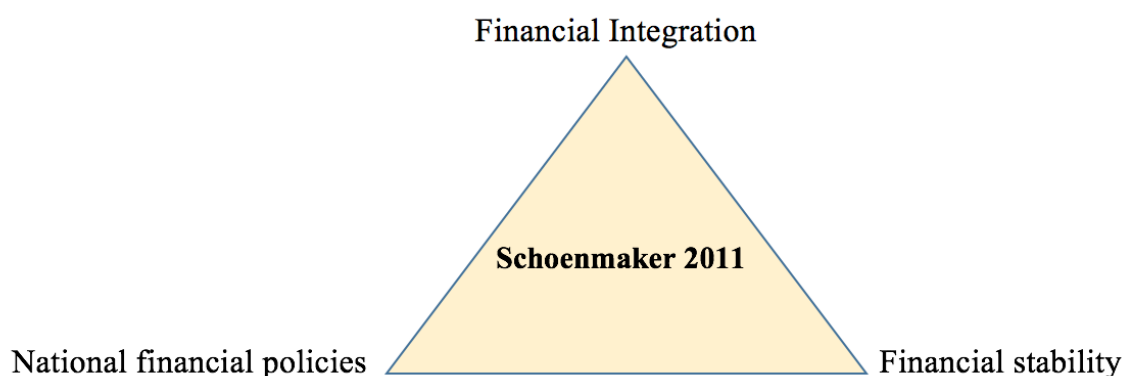 Financial Integration
Schoenmaker 2011
National financial policies
Financial stability